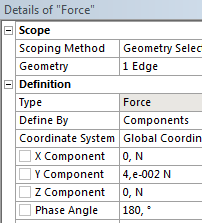 Details of "Force"
Scope
Scoping Method Geometry Selec
Geometry 1 Edge
Definition
Type Force
Define By Components
Coordinate System Global Coordin
X Component 0, N
Y Component 4,e-002 N
Z Component 0, N
Phase Angle 180, °